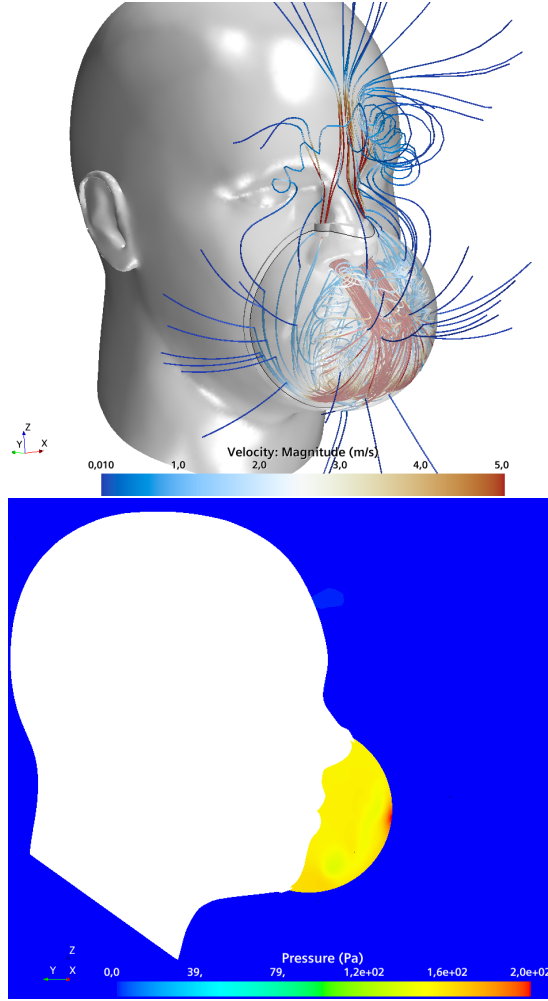 Z
Y X
Velocity: Magnitude (m/s)
0,010 1,0 2,0 3,0 4,0 5,0
Z
Y X
Pressure (Pa)
0,0 39, 79, 1,2e+02 1,6e+02 2,0e+02